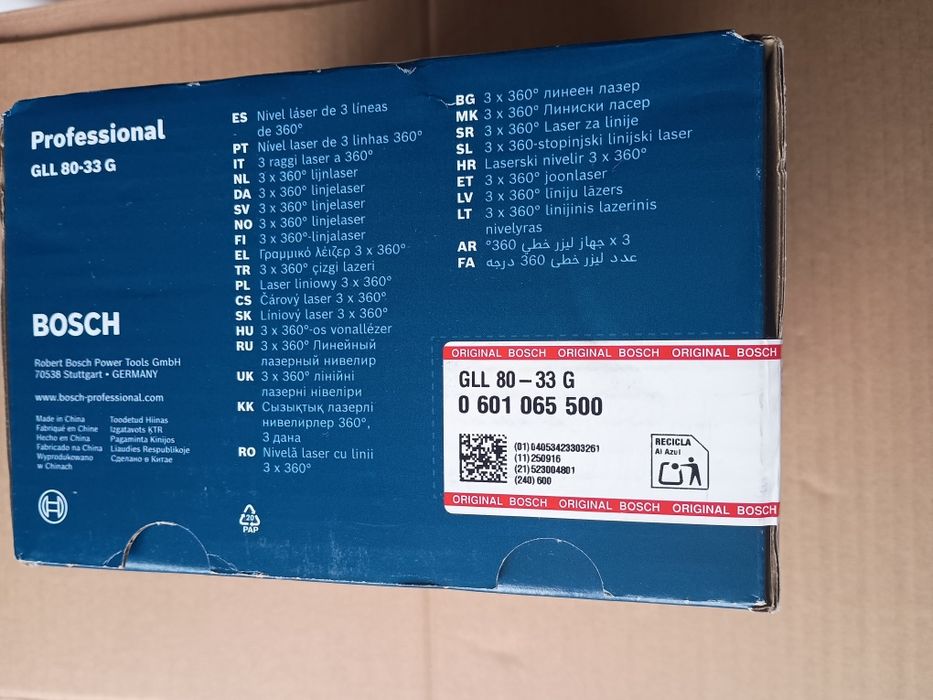 Professional
GLL 80-33 G
BOSCH
Robert Bosch Power Tools GmbH
70538 Stuttgart • GERMANY
www.bosch-professional.com
Made in China
Fabriqué en Chine
Hecho en China
Fabricado na China
Wyprodukowano
w Chinach
Toodetud Hiinas
Izgatavots ĶTR
Pagaminta Kinijos
Liaudies Respublikoje
Сделано в Китае
ES Nivel láser de 3 líneas
de 360°
PT Nível laser de 3 linhas 360°
IT 3 raggi laser a 360°
NL 3 x 360° lijnlaser
DA 3 x 360° linjelaser
SV 3 x 360° linjelaser
NO 3 x 360° linjelaser
FI 3 x 360°-linjalaser
EL Γραμμικό λέιζερ 3 x 360°
TR 3 x 360° çizgi lazeri
PL Laser liniowy 3 x 360°
CS Čárový laser 3 x 360°
SK Líniový laser 3 x 360°
HU 3 x 360°-os vonallézer
RU 3 x 360° Линейный
лазерный нивелир
UK 3 x 360° лінійні
лазерні нівеліри
KK Сызықтық лазерлі
нивелирлер 360°,
3 дана
RO Nivelă laser cu linii
3 x 360°
20
PAP
BG 3 x 360° линеен лазер
MK 3 x 360° Линиски ласер
SR 3 x 360° Laser za linije
SL 3 x 360-stopinjski linijski laser
HR Laserski nivelir 3 x 360°
ET 3 x 360° joonlaser
LV 3 x 360° līniju lāzers
LT 3 x 360° linijinis lazerinis
nivelyras
AR 3 x جهاز ليزر خطي 360°
FA عدد لیزر خطی 360 درجه
ORIGINAL BOSCH ORIGINAL BOSCH ORIGINAL BOSCH
GLL 80 – 33 G
0 601 065 500
(01)04053423303261
(11)250916
(21)523004801
(240) 600
RECICLA
Al Azul
ORIGINAL BOSCH ORIGINAL BOSCH ORIGINAL BOSCH